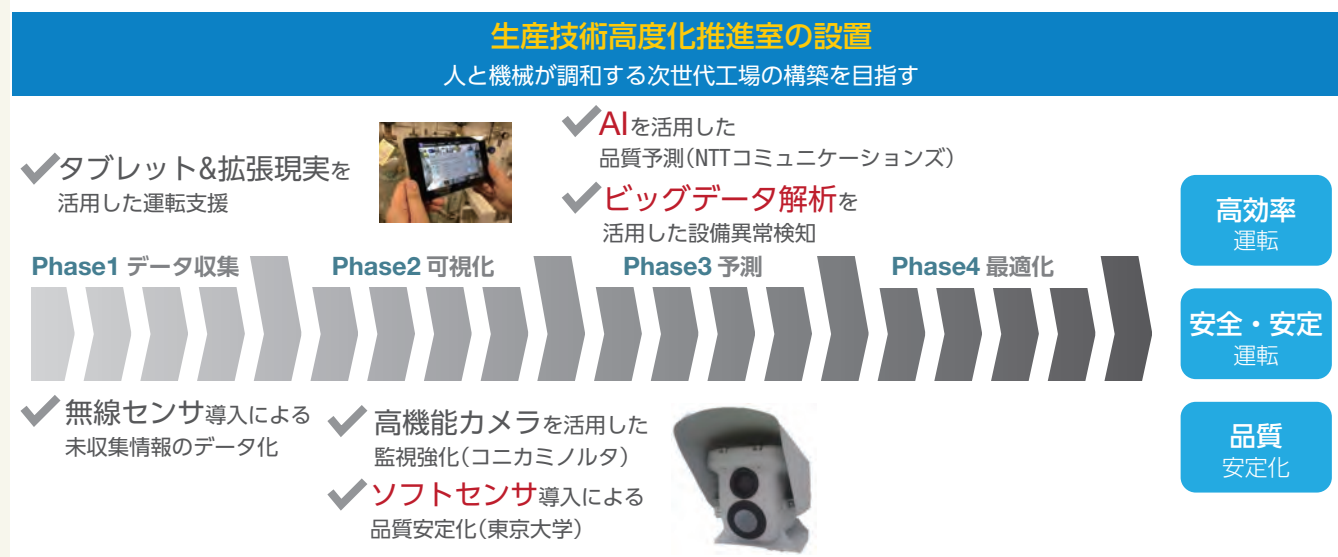 生産技術高度化推進室の設置
人と機械が調和する次世代工場の構築を目指す
タブレット&拡張現実を
活用した運転支援
AIを活用した
品質予測(NTTコミュニケーションズ)
ビッグデータ解析を
活用した設備異常検知
Phase1 データ収集
Phase2 可視化
Phase3 予測
Phase4 最適化
無線センサ導入による
未収集情報のデータ化
高機能カメラを活用した
監視強化(コニカミノルタ)
ソフトセンサ導入による
品質安定化(東京大学)
高効率
運転
安全・安定
運転
品質
安定化